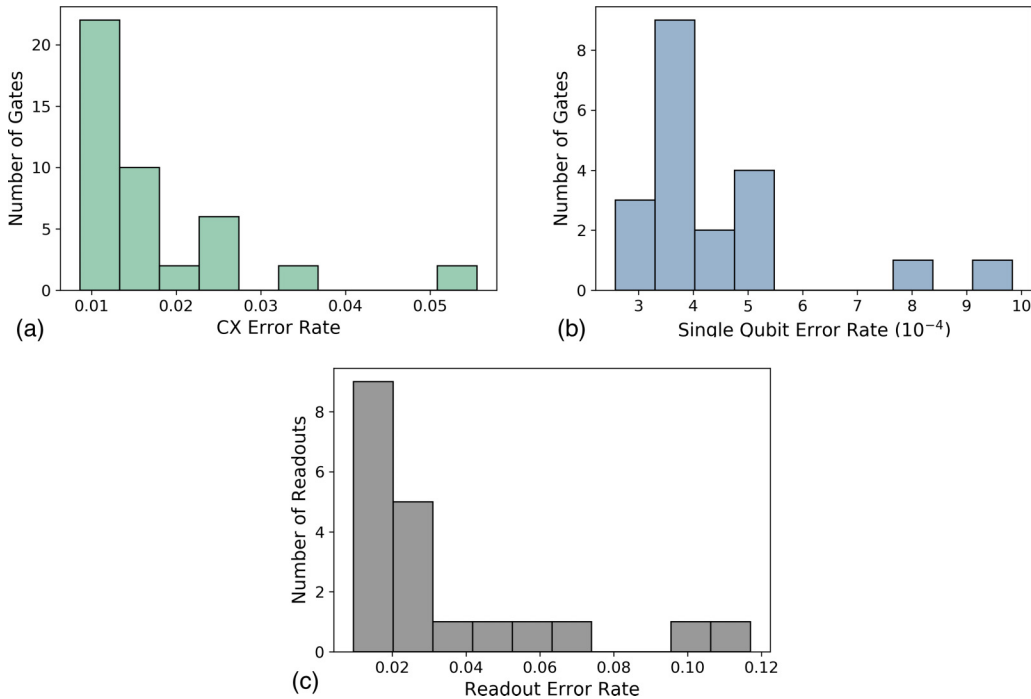 Number of Gates
20
15
10
5
0
0.01 0.02 0.03 0.04 0.05
CX Error Rate
(a)
Number of Gates
8
6
4
2
0
3 4 5 6 7 8 9 10
Single Qubit Error Rate (10⁻⁴)
(b)
Number of Readouts
8
6
4
2
0
0.02 0.04 0.06 0.08 0.10 0.12
Readout Error Rate
(c)